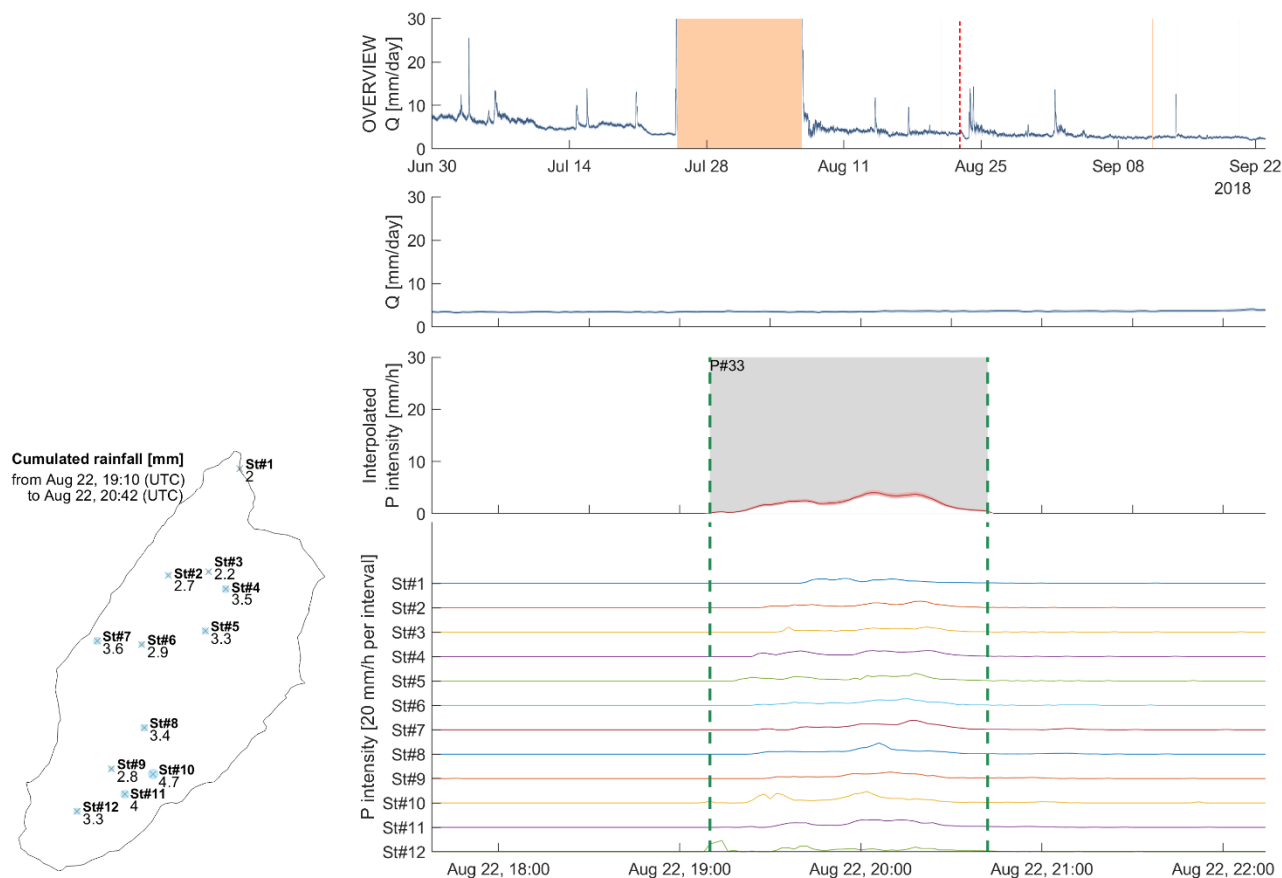 OVERVIEW
Q [mm/day]
30
20
10
0
Jun 30
Jul 14
Jul 28
Aug 11
Aug 25
Sep 08
Sep 22
2018
Q [mm/day]
30
20
10
0
Interpolated
P intensity [mm/h]
30
20
10
0
P#33
Cumulated rainfall [mm]
from Aug 22, 19:10 (UTC)
to Aug 22, 20:42 (UTC)
St#1
2
St#2
2.7
St#3
2.2
St#4
3.5
St#5
3.3
St#6
2.9
St#7
3.6
St#8
3.4
St#9
2.8
St#10
4.7
St#11
4
St#12
3.3
P intensity [20 mm/h per interval]
St#1
St#2
St#3
St#4
St#5
St#6
St#7
St#8
St#9
St#10
St#11
St#12
Aug 22, 18:00
Aug 22, 19:00
Aug 22, 20:00
Aug 22, 21:00
Aug 22, 22:00